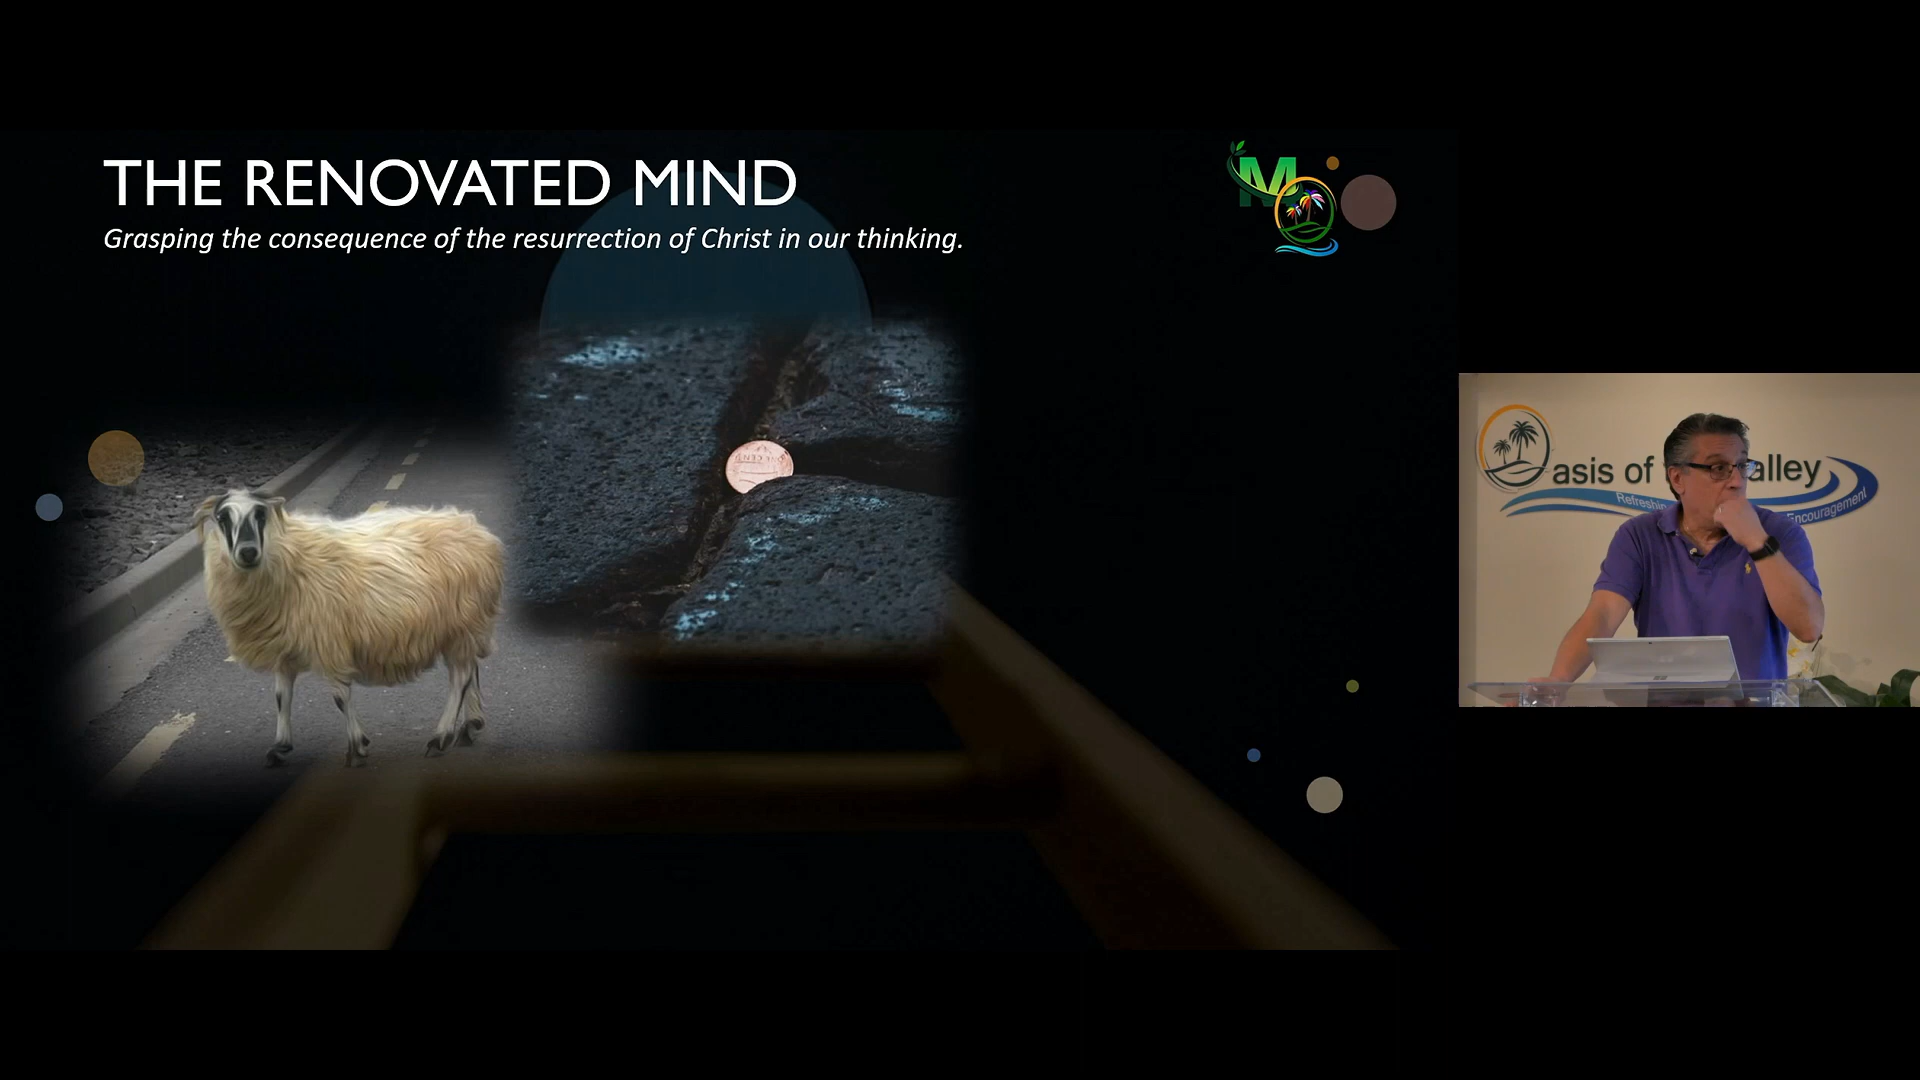 THE RENOVATED MIND
Grasping the consequence of the resurrection of Christ in our thinking.
M
asis of alley
Encouragement